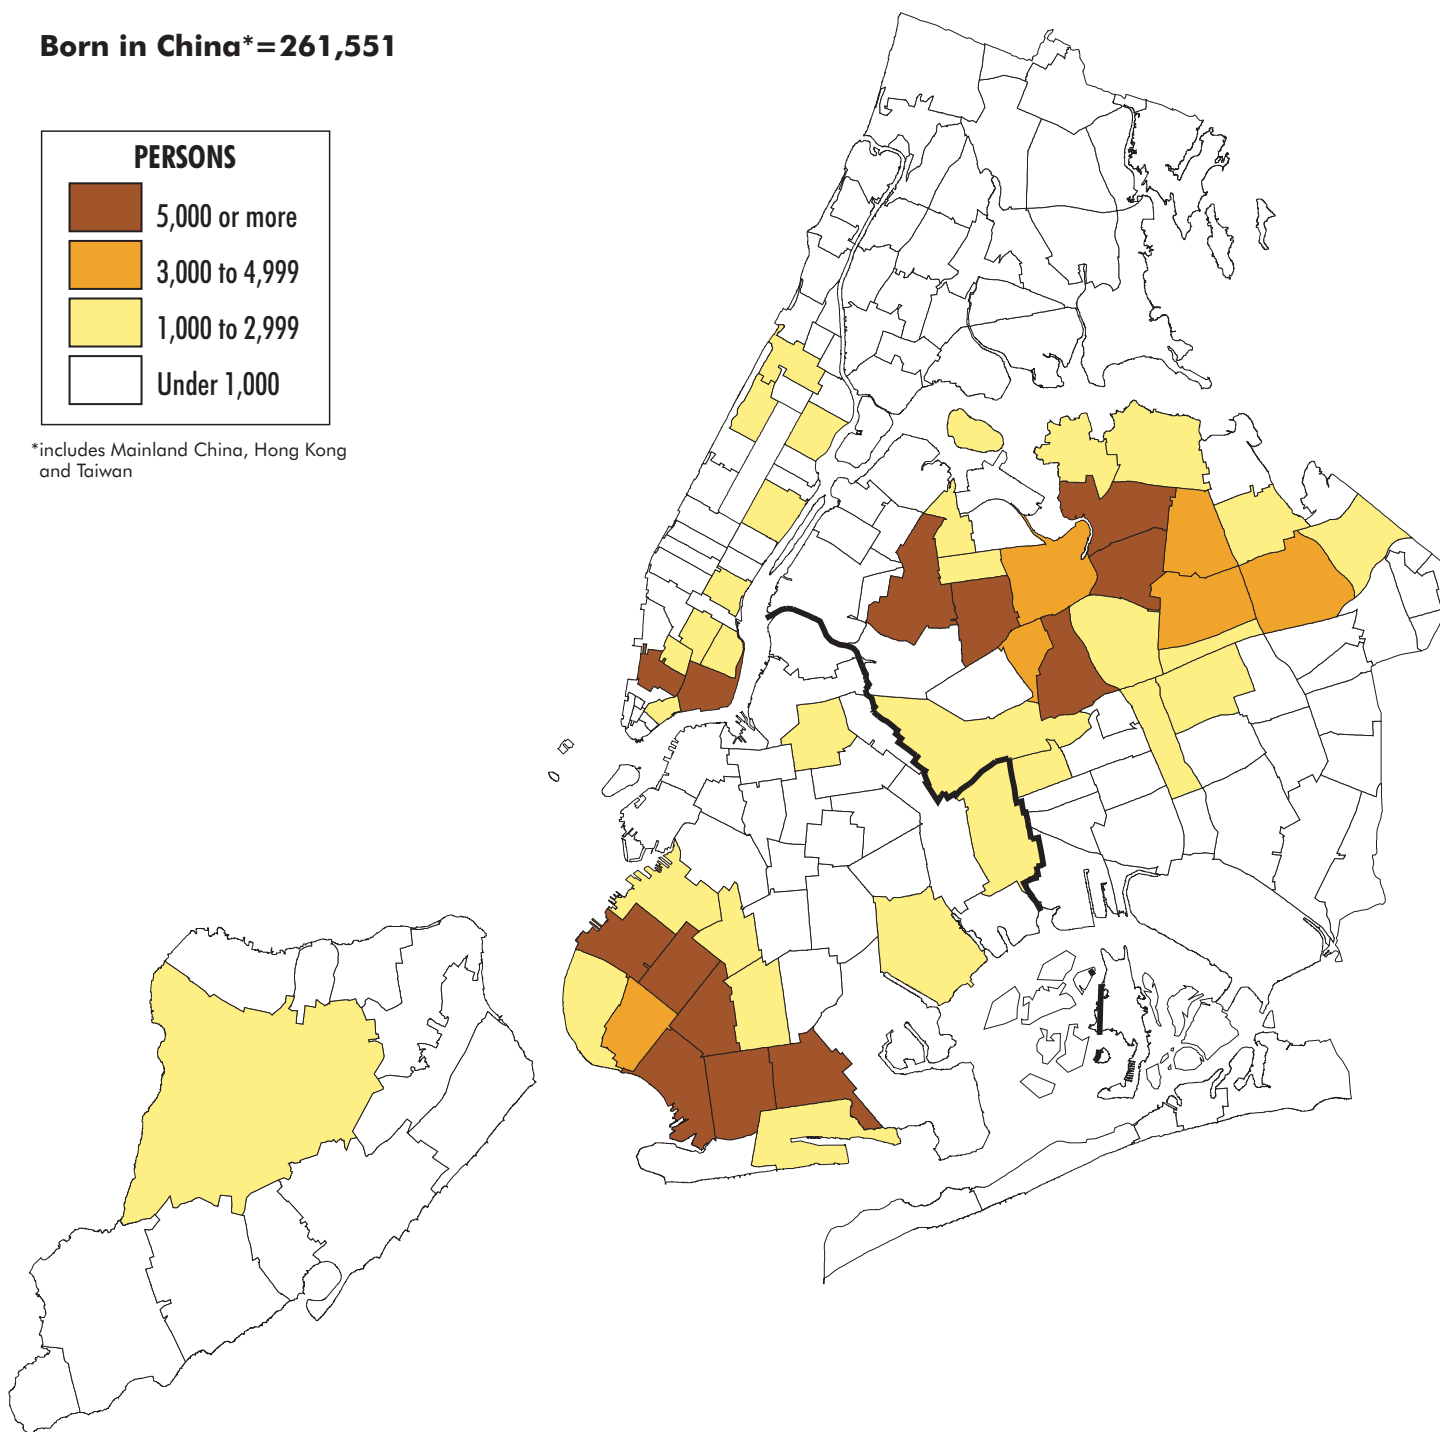 Born in China*=261,551
PERSONS
5,000 or more
3,000 to 4,999
1,000 to 2,999
Under 1,000
*includes Mainland China, Hong Kong
and Taiwan